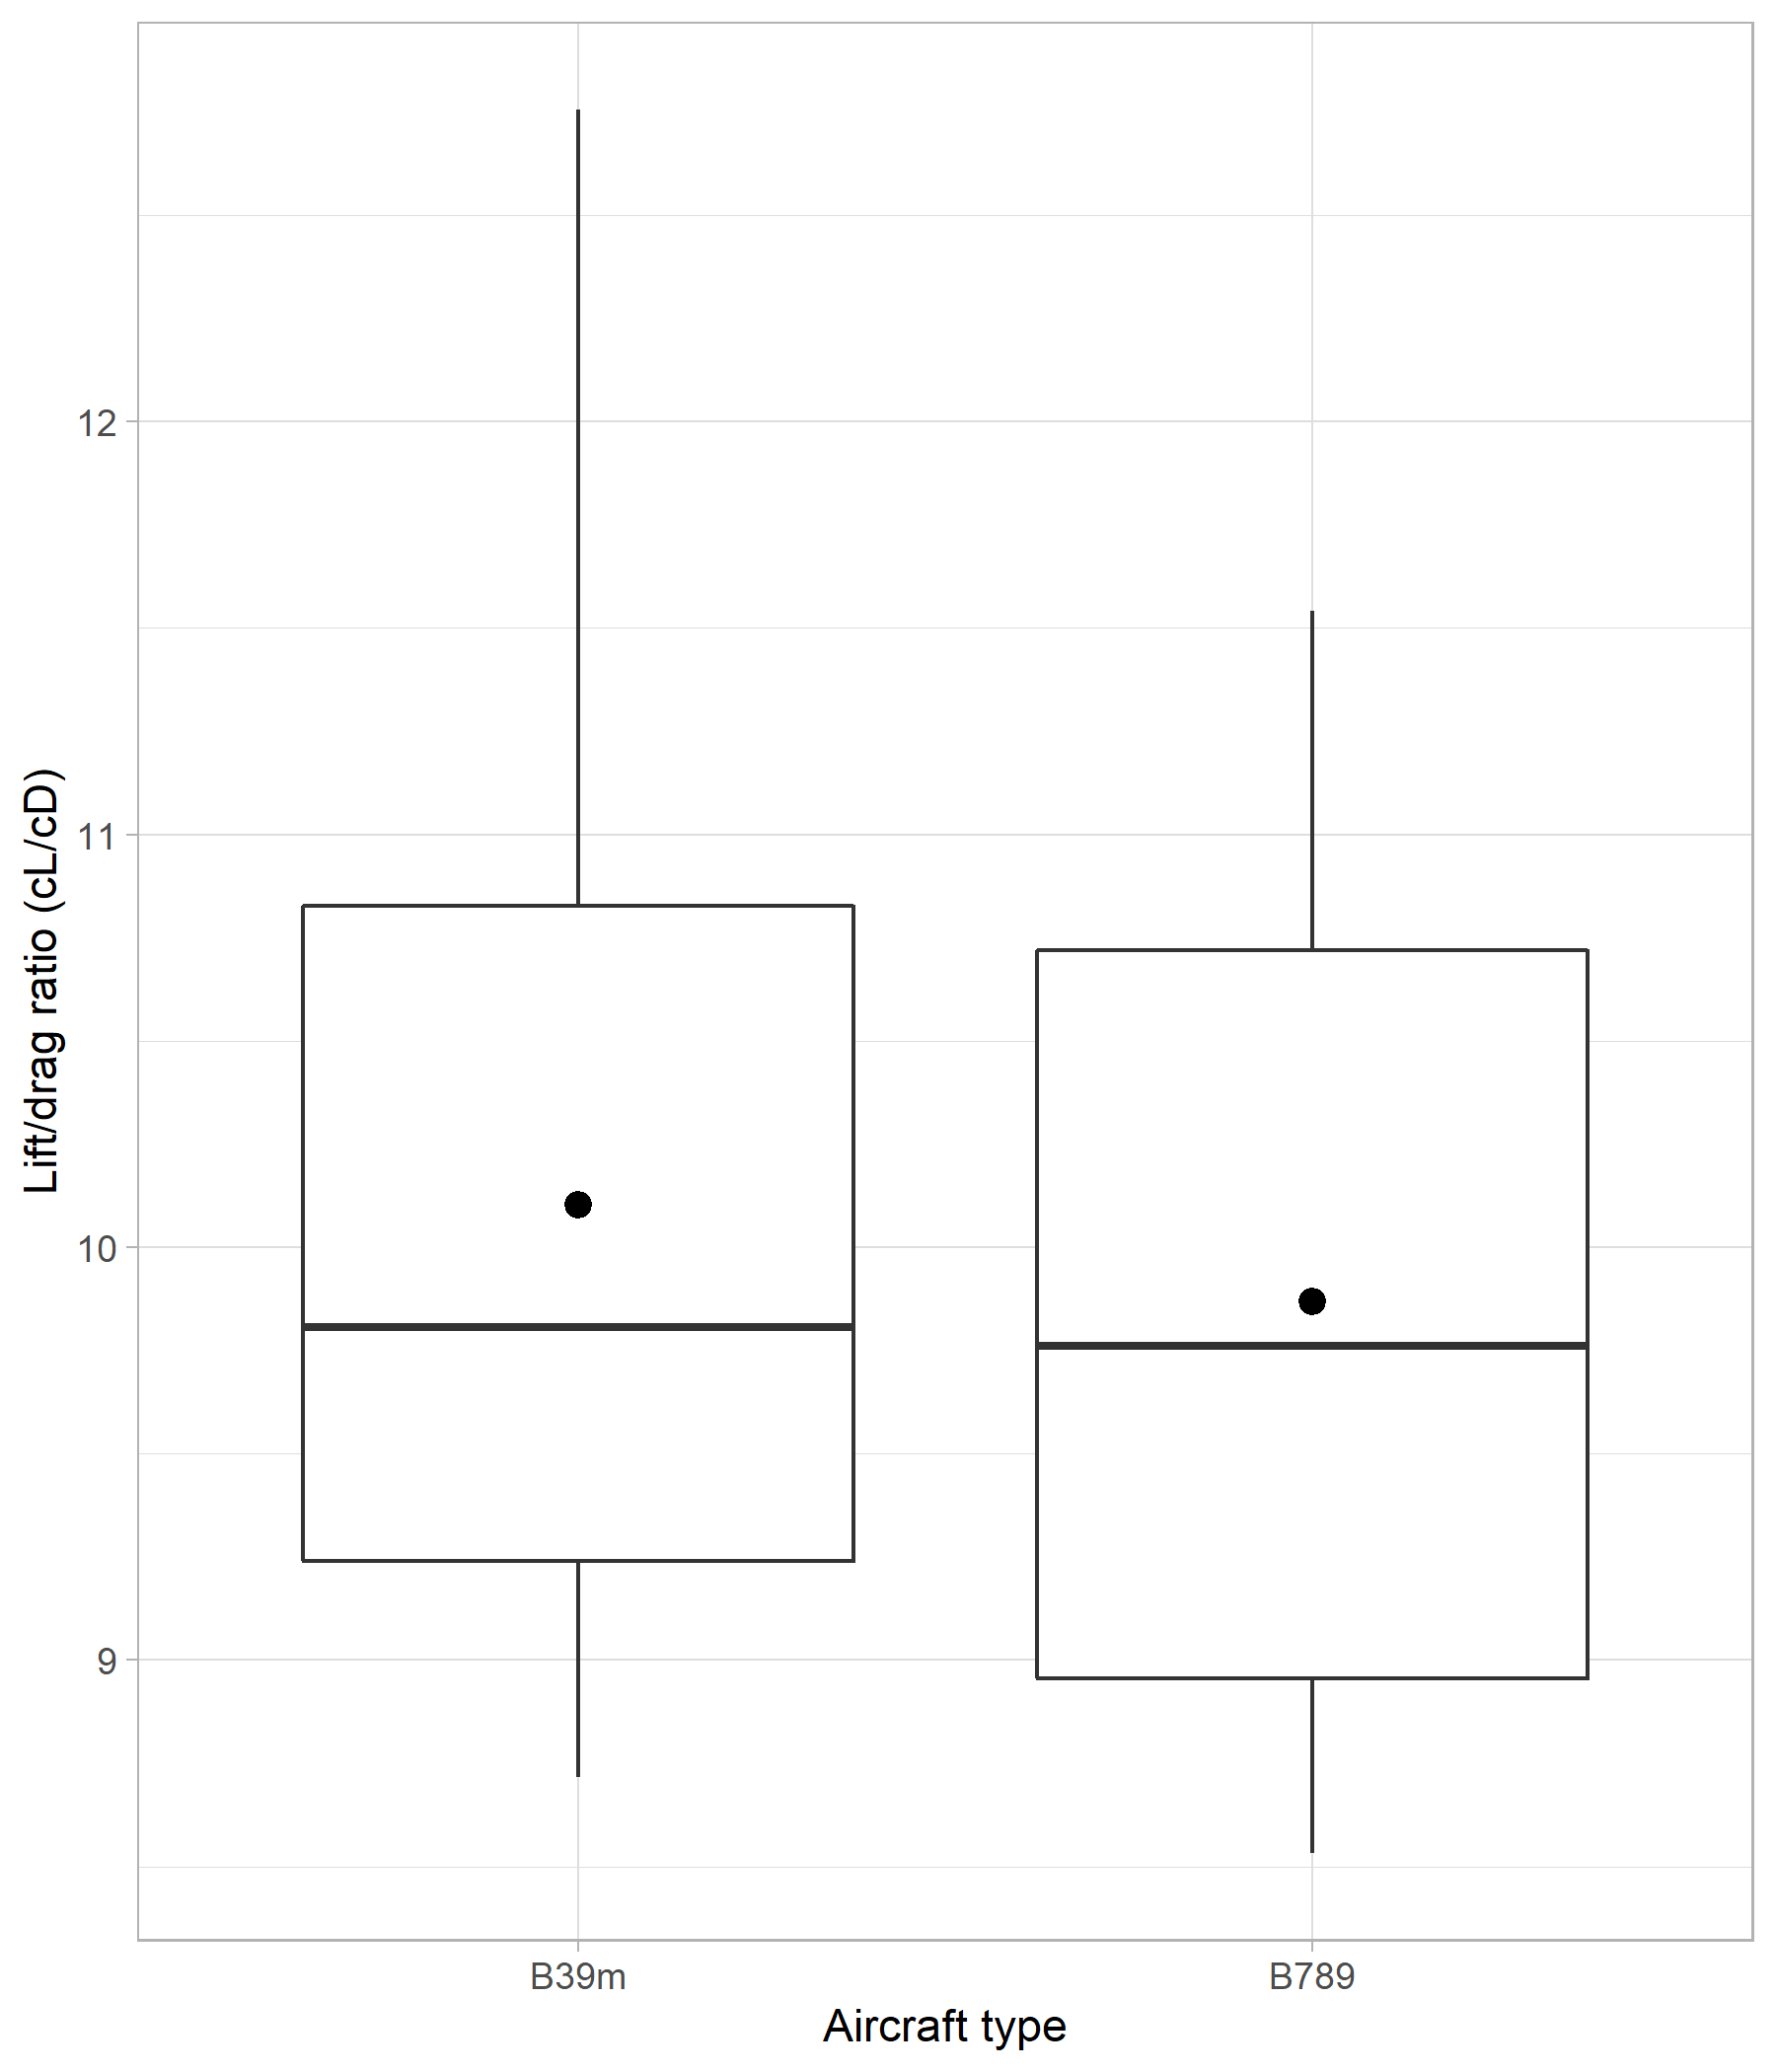 Lift/drag ratio (cL/cD)
12
11
10
9
B39m
B789
Aircraft type